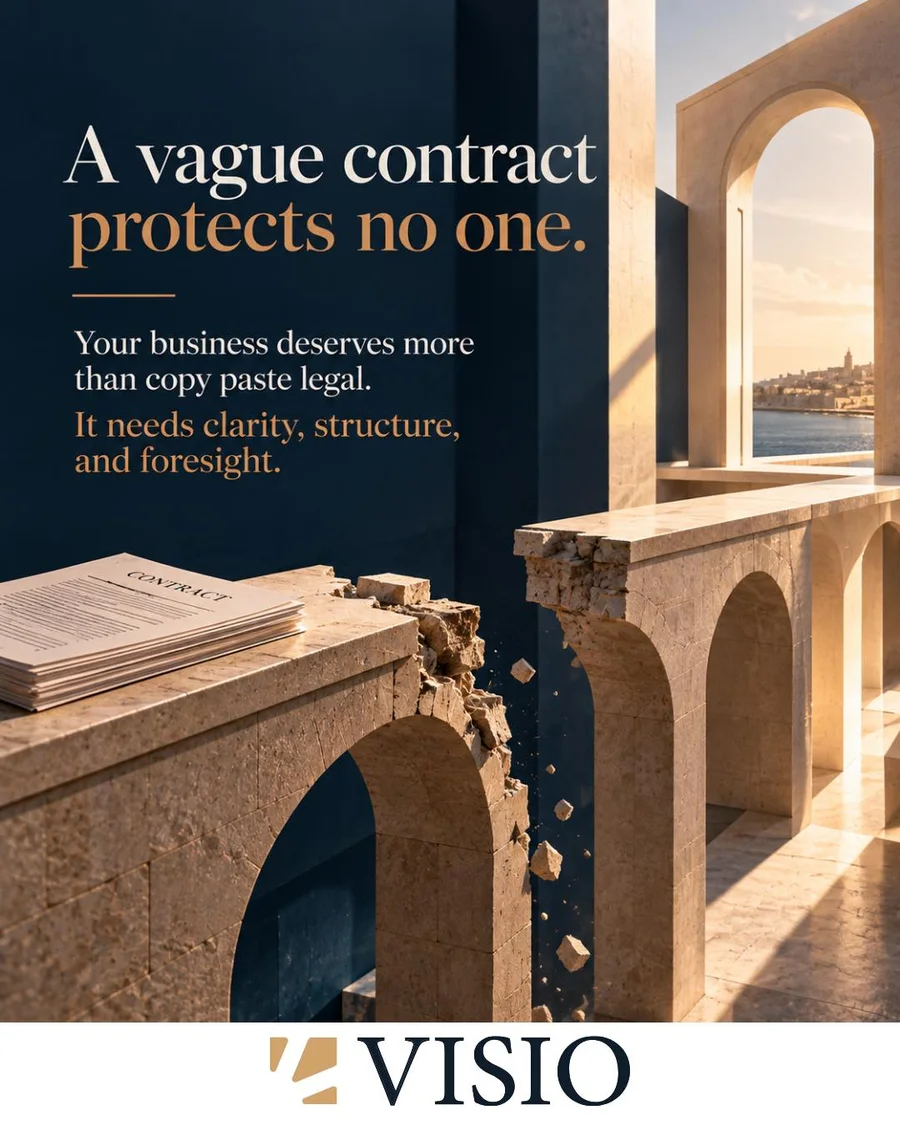 A vague contract
protects no one.
Your business deserves more
than copy paste legal.
It needs clarity, structure,
and foresight.
CONTRACT
VISIO